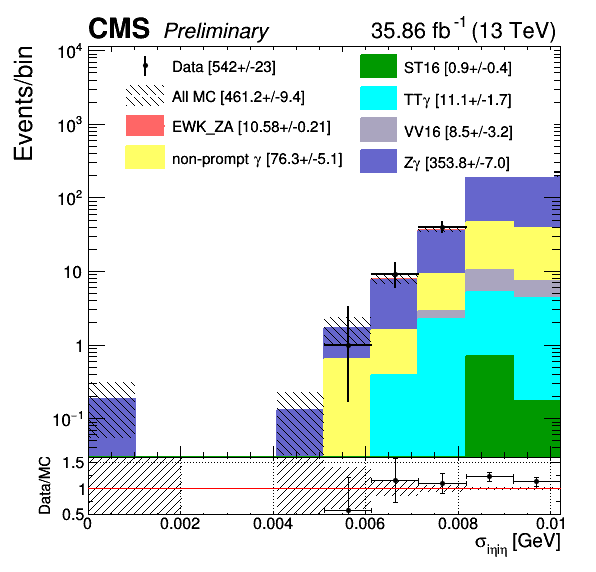 CMS Preliminary 35.86 fb⁻¹ (13 TeV)
Events/bin
10⁴
10³
10²
10
1
10⁻¹
Data [542+/-23]
All MC [461.2+/-9.4]
EWK_ZA [10.58+/-0.21]
non-prompt γ [76.3+/-5.1]
ST16 [0.9+/-0.4]
TTγ [11.1+/-1.7]
VV16 [8.5+/-3.2]
Zγ [353.8+/-7.0]
Data/MC
1.5
1
0.5
0 0.002 0.004 0.006 0.008 0.01
σiηiη [GeV]